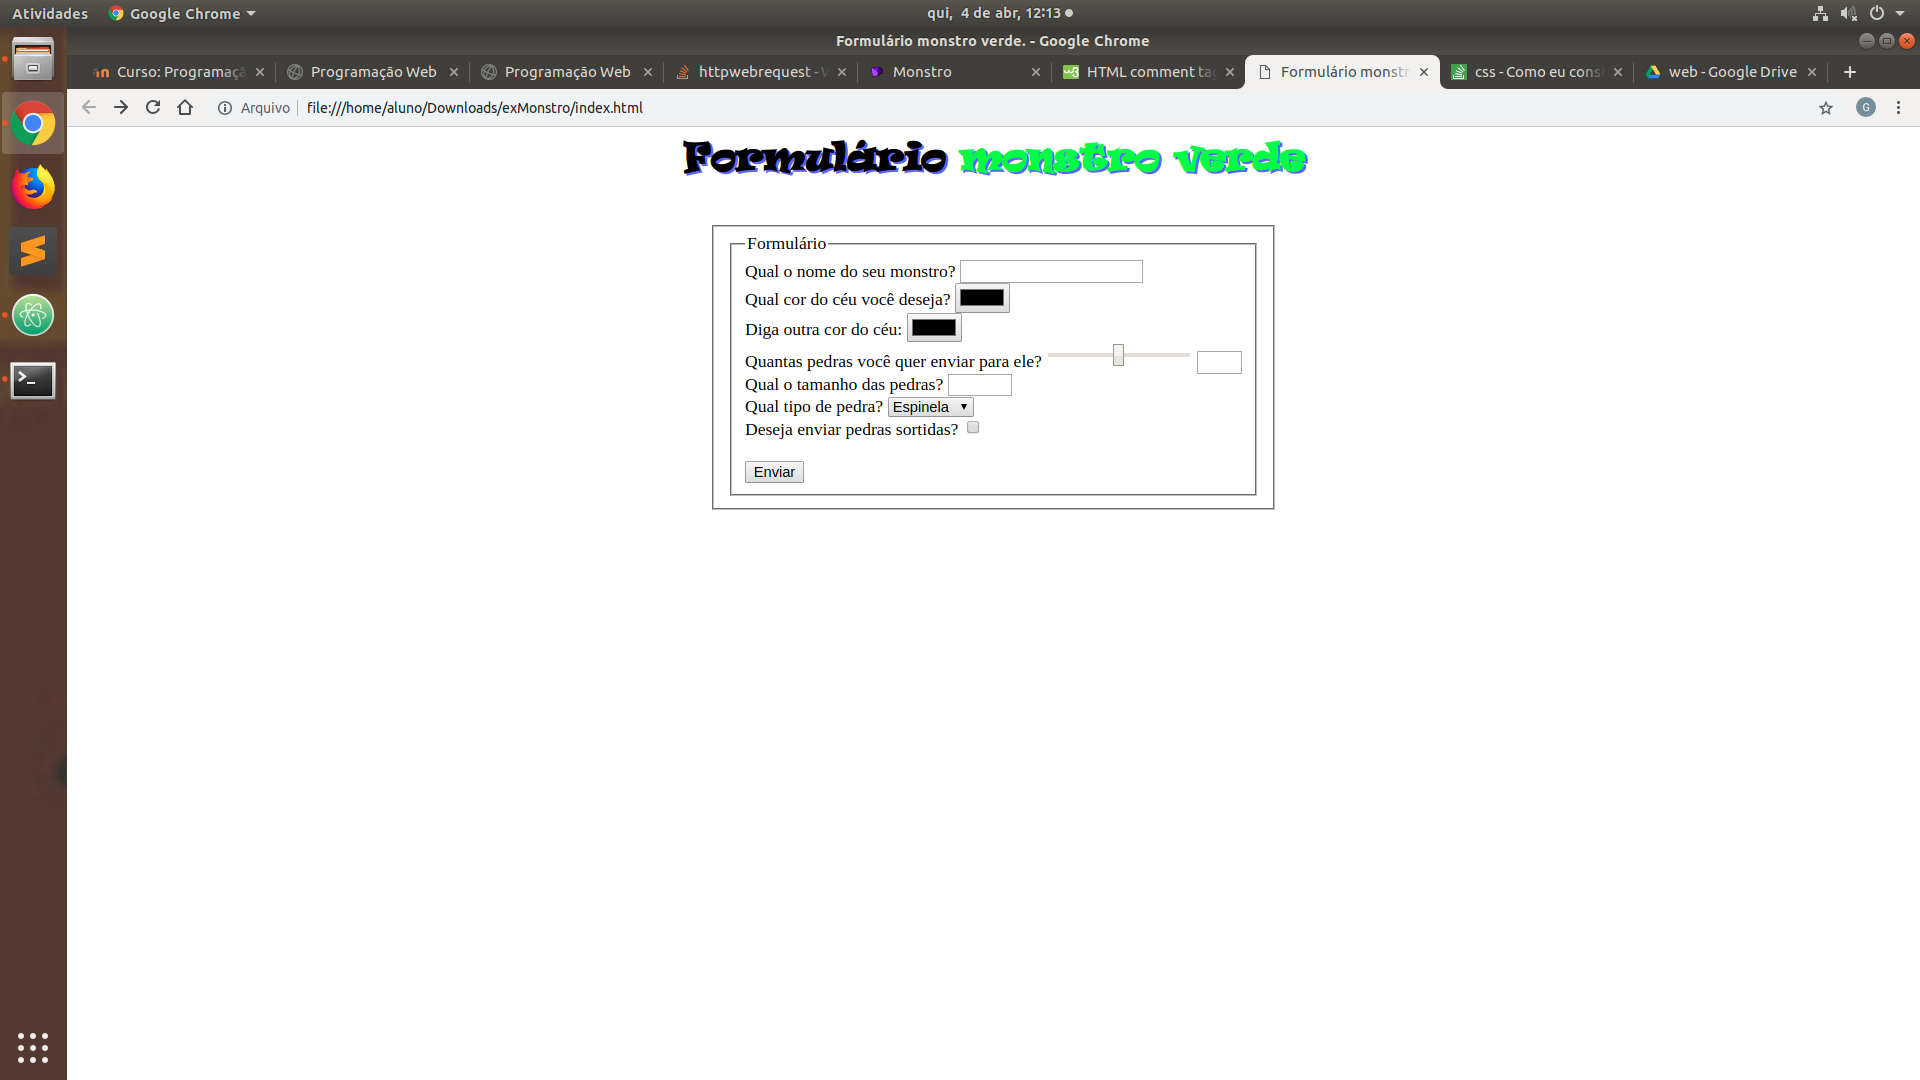 Atividades
Google Chrome
qui, 4 de abr, 12:13
Formulário monstro verde. - Google Chrome
Curso: Programaçã
Programação Web
Programação Web
httpwebrequest -
Monstro
HTML comment ta
Formulário monstr
css - Como eu cons
web - Google Drive
Arquivo
file:///home/aluno/Downloads/exMonstro/index.html
G
Formulário monstro verde
Formulário
Qual o nome do seu monstro?
Qual cor do céu você deseja?
Diga outra cor do céu:
Quantas pedras você quer enviar para ele?
Qual o tamanho das pedras?
Qual tipo de pedra? Espinela
Deseja enviar pedras sortidas?
Enviar